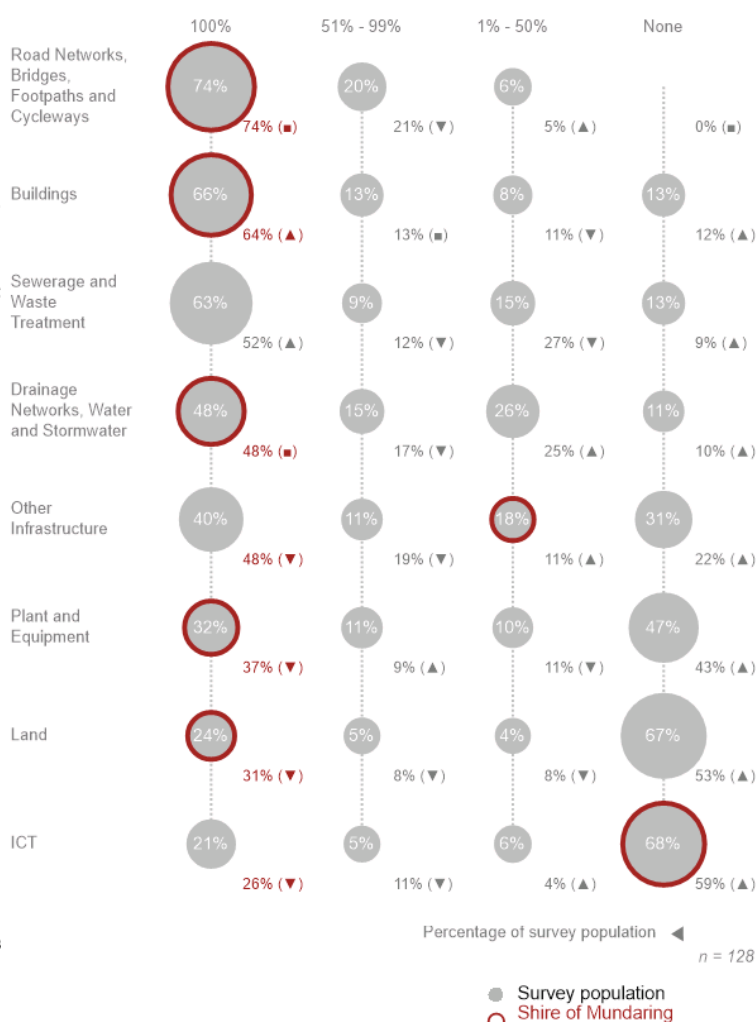 100% 51% - 99% 1% - 50% None
Road Networks,
Bridges,
Footpaths and
Cycleways
74% 20% 6%
74% (■) 21% (▼) 5% (▲) 0% (■)
Buildings
66% 13% 8% 13%
64% (▲) 13% (■) 11% (▼) 12% (▲)
Sewerage and
Waste
Treatment
63% 9% 15% 13%
52% (▲) 12% (▼) 27% (▼) 9% (▲)
Drainage
Networks, Water
and Stormwater
48% 15% 26% 11%
48% (■) 17% (▼) 25% (▲) 10% (▲)
Other
Infrastructure
40% 11% 18% 31%
48% (▼) 19% (▼) 11% (▲) 22% (▲)
Plant and
Equipment
32% 11% 10% 47%
37% (▼) 9% (▲) 11% (▼) 43% (▲)
Land
24% 5% 4% 67%
31% (▼) 8% (▼) 8% (▼) 53% (▲)
ICT
21% 5% 6% 68%
26% (▼) 11% (▼) 4% (▲) 59% (▲)
Percentage of survey population ◀
n = 128
Survey population
Shire of Mundaring